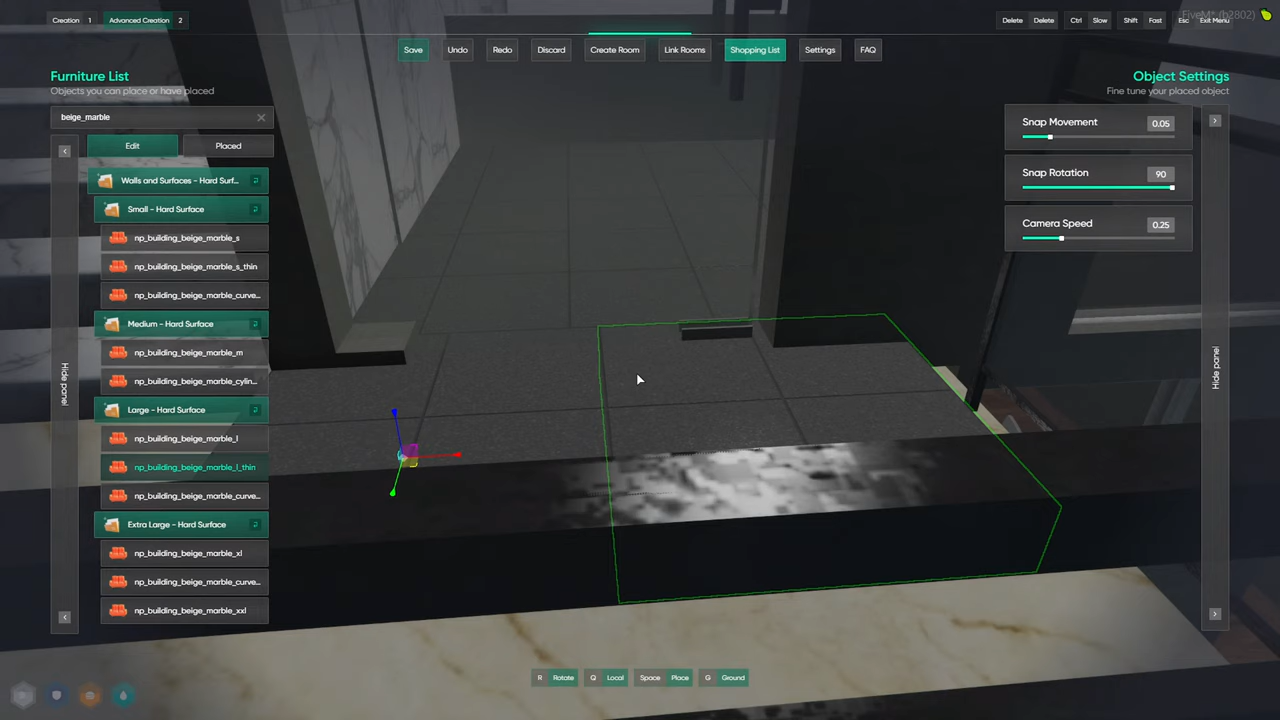 Creation 1 Advanced Creation 2
Delete Delete Ctrl Slow Shift Fast Esc Exit Menu
FiveM* (b2802)
Save Undo Redo Discard Create Room Link Rooms Shopping List Settings FAQ
Furniture List
Objects you can place or have placed
beige_marble
Edit Placed
Walls and Surfaces - Hard Surf...
Small - Hard Surface
np_building_beige_marble_s
np_building_beige_marble_s_thin
np_building_beige_marble_curve...
Medium - Hard Surface
np_building_beige_marble_m
np_building_beige_marble_cylin...
Large - Hard Surface
np_building_beige_marble_l
np_building_beige_marble_l_thin
np_building_beige_marble_curve...
Extra Large - Hard Surface
np_building_beige_marble_xl
np_building_beige_marble_curve...
np_building_beige_marble_xxl
Hide panel
Object Settings
Fine tune your placed object
Snap Movement 0.05
Snap Rotation 90
Camera Speed 0.25
Hide panel
R Rotate Q Local Space Place G Ground